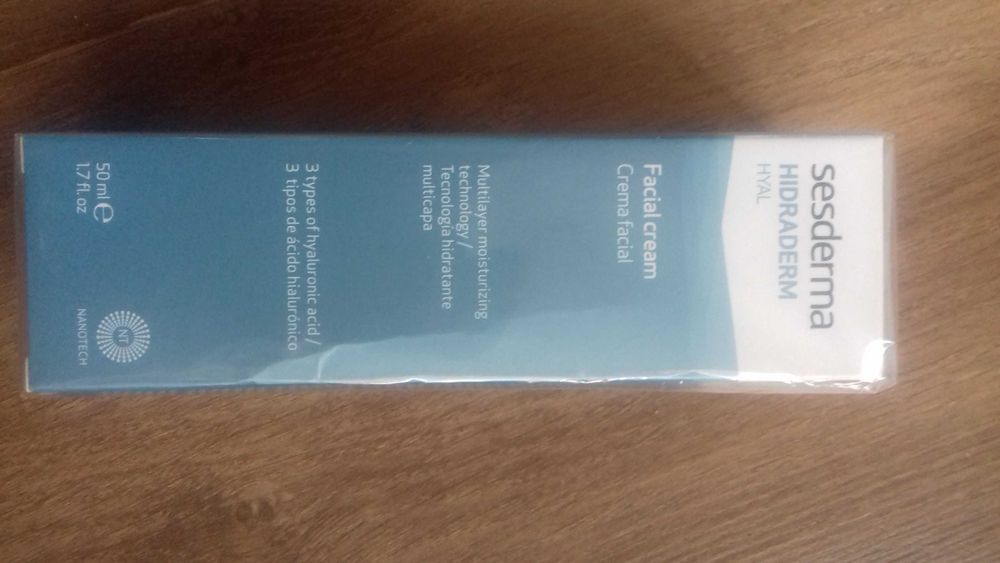 sesderma
HIDRADERM
HYAL
Facial cream
Crema facial
Multilayer moisturizing
technology /
Tecnología hidratante
multicapa
3 types of hyaluronic acid /
3 tipos de ácido hialurónico
50 ml e
1.7 fl.oz
NT
NANOTECH